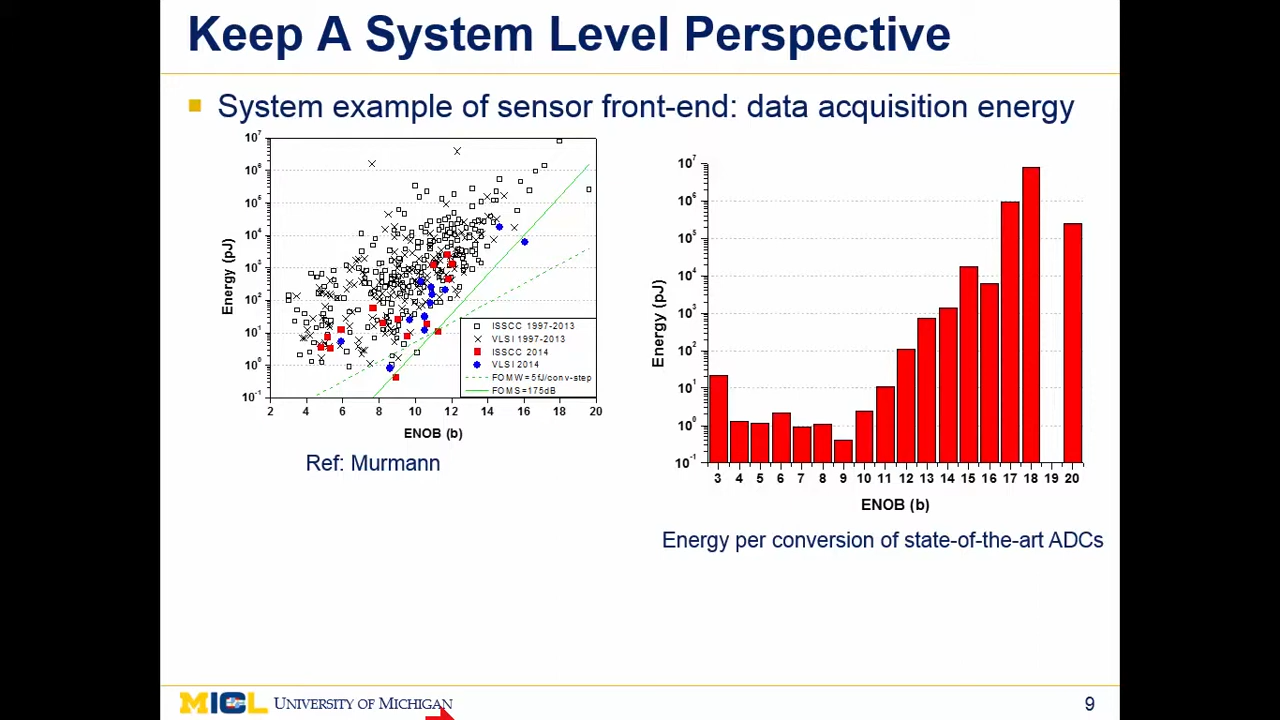 Keep A System Level Perspective
System example of sensor front-end: data acquisition energy
10^7
10^6
10^5
10^4
10^3
10^2
10^1
10^0
10^-1
Energy (pJ)
ISSCC 1997-2013
VLSI 1997-2013
ISSCC 2014
VLSI 2014
FOMW=5fJ/conv-step
FOMS=175dB
2 4 6 8 10 12 14 16 18 20
ENOB (b)
Ref: Murmann
10^7
10^6
10^5
10^4
10^3
10^2
10^1
10^0
10^-1
Energy (pJ)
3 4 5 6 7 8 9 10 11 12 13 14 15 16 17 18 19 20
ENOB (b)
Energy per conversion of state-of-the-art ADCs
MICL UNIVERSITY OF MICHIGAN
9